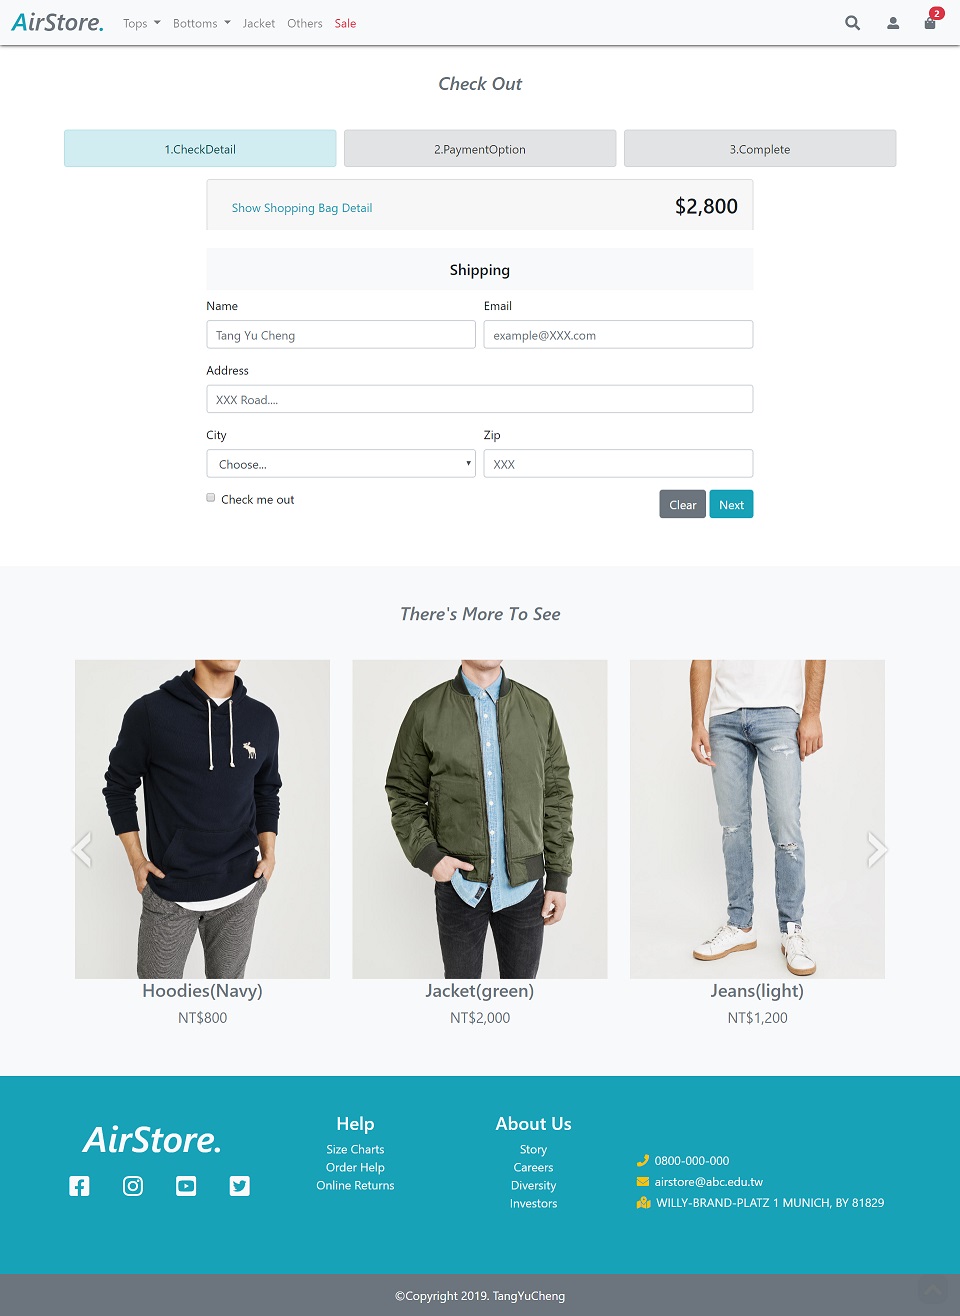 AirStore. Tops Bottoms Jacket Others Sale 2
Check Out
1.CheckDetail 2.PaymentOption 3.Complete
Show Shopping Bag Detail $2,800
Shipping
Name Email
Tang Yu Cheng example@XXX.com
Address
XXX Road....
City Zip
Choose... XXX
Check me out Clear Next
There's More To See
Hoodies(Navy) Jacket(green) Jeans(light)
NT$800 NT$2,000 NT$1,200
AirStore.
Help
Size Charts
Order Help
Online Returns
About Us
Story
Careers
Diversity
Investors
0800-000-000
airstore@abc.edu.tw
WILLY-BRAND-PLATZ 1 MUNICH, BY 81829
©Copyright 2019. TangYuCheng